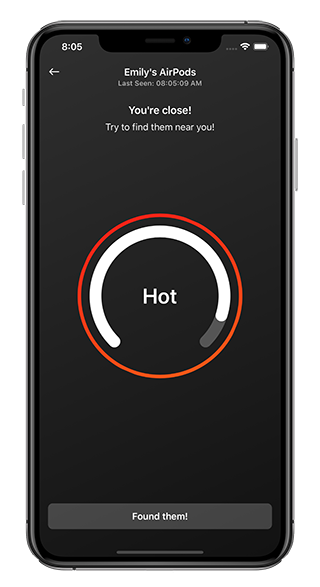 8:05
Emily's AirPods
Last Seen: 08:05:09 AM
You're close!
Try to find them near you!
Hot
Found them!